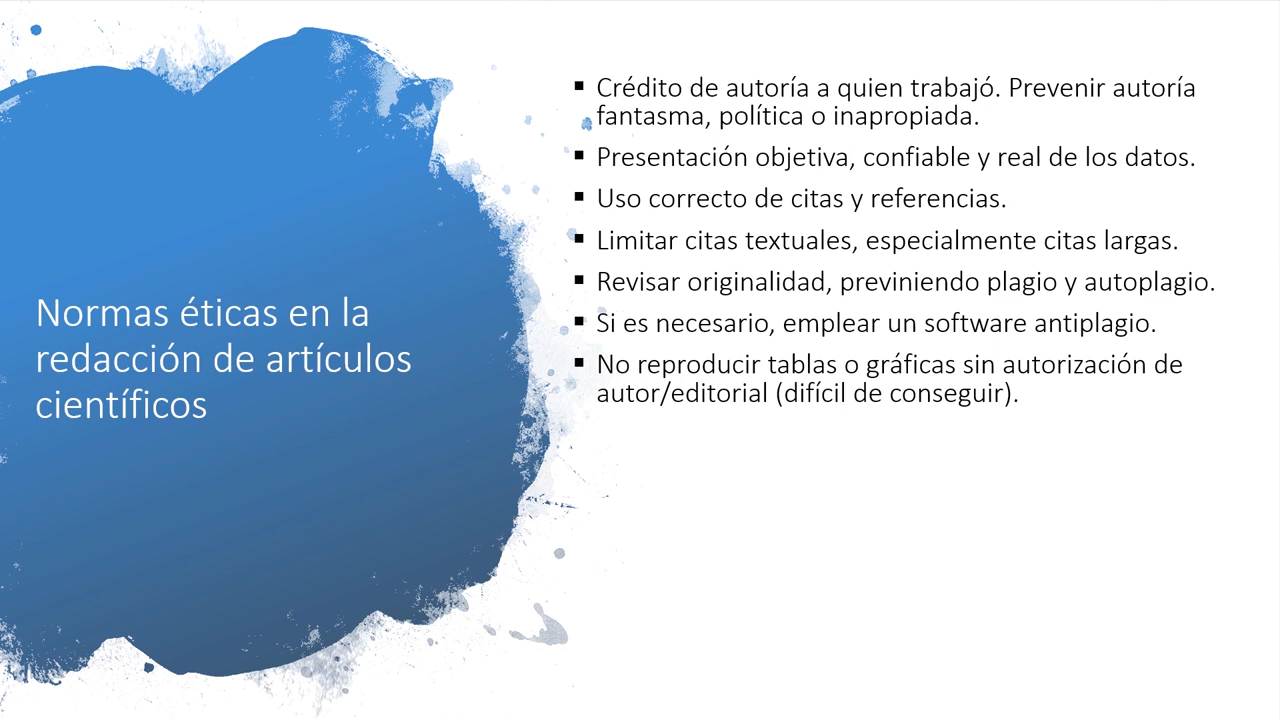 Normas éticas en la
redacción de artículos
científicos
▪ Crédito de autoría a quien trabajó. Prevenir autoría
fantasma, política o inapropiada.
▪ Presentación objetiva, confiable y real de los datos.
▪ Uso correcto de citas y referencias.
▪ Limitar citas textuales, especialmente citas largas.
▪ Revisar originalidad, previniendo plagio y autoplagio.
▪ Si es necesario, emplear un software antiplagio.
▪ No reproducir tablas o gráficas sin autorización de
autor/editorial (difícil de conseguir).